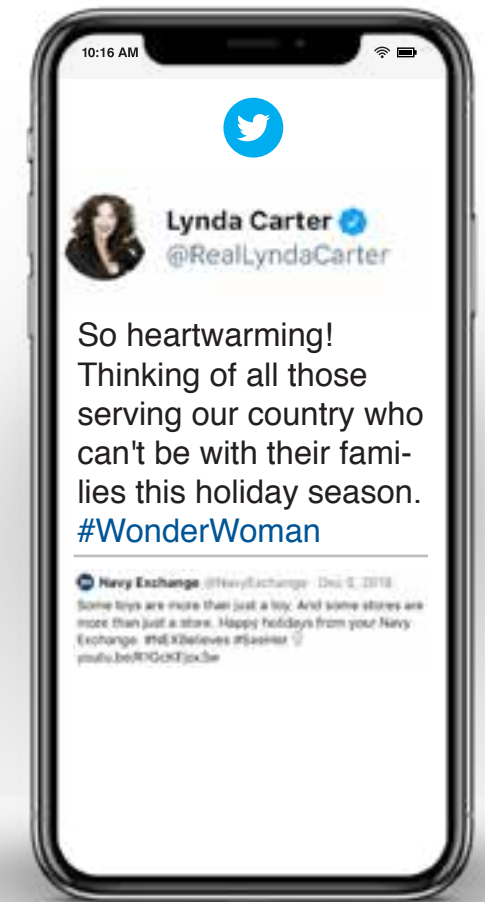 10:16 AM
Lynda Carter
@RealLyndaCarter
So heartwarming!
Thinking of all those
serving our country who
can't be with their fami-
lies this holiday season.
#WonderWoman
Navy Exchange @NavyExchange · Dec 2018
Some toys are more than just a toy. And some stores are
more than just a store. Happy holidays from your Navy
Exchange. #NEXBelieves #SeeHer